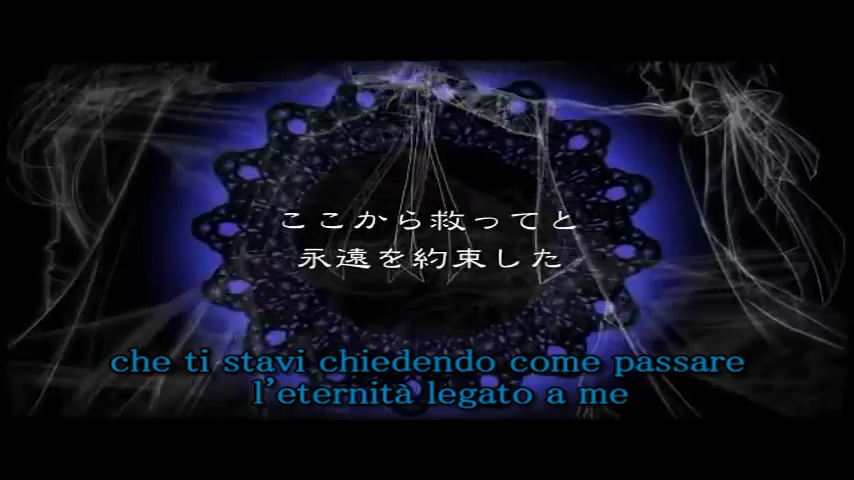 ここから救ってと
永遠を約束した
che ti stavi chiedendo come passare
l'eternità legato a me